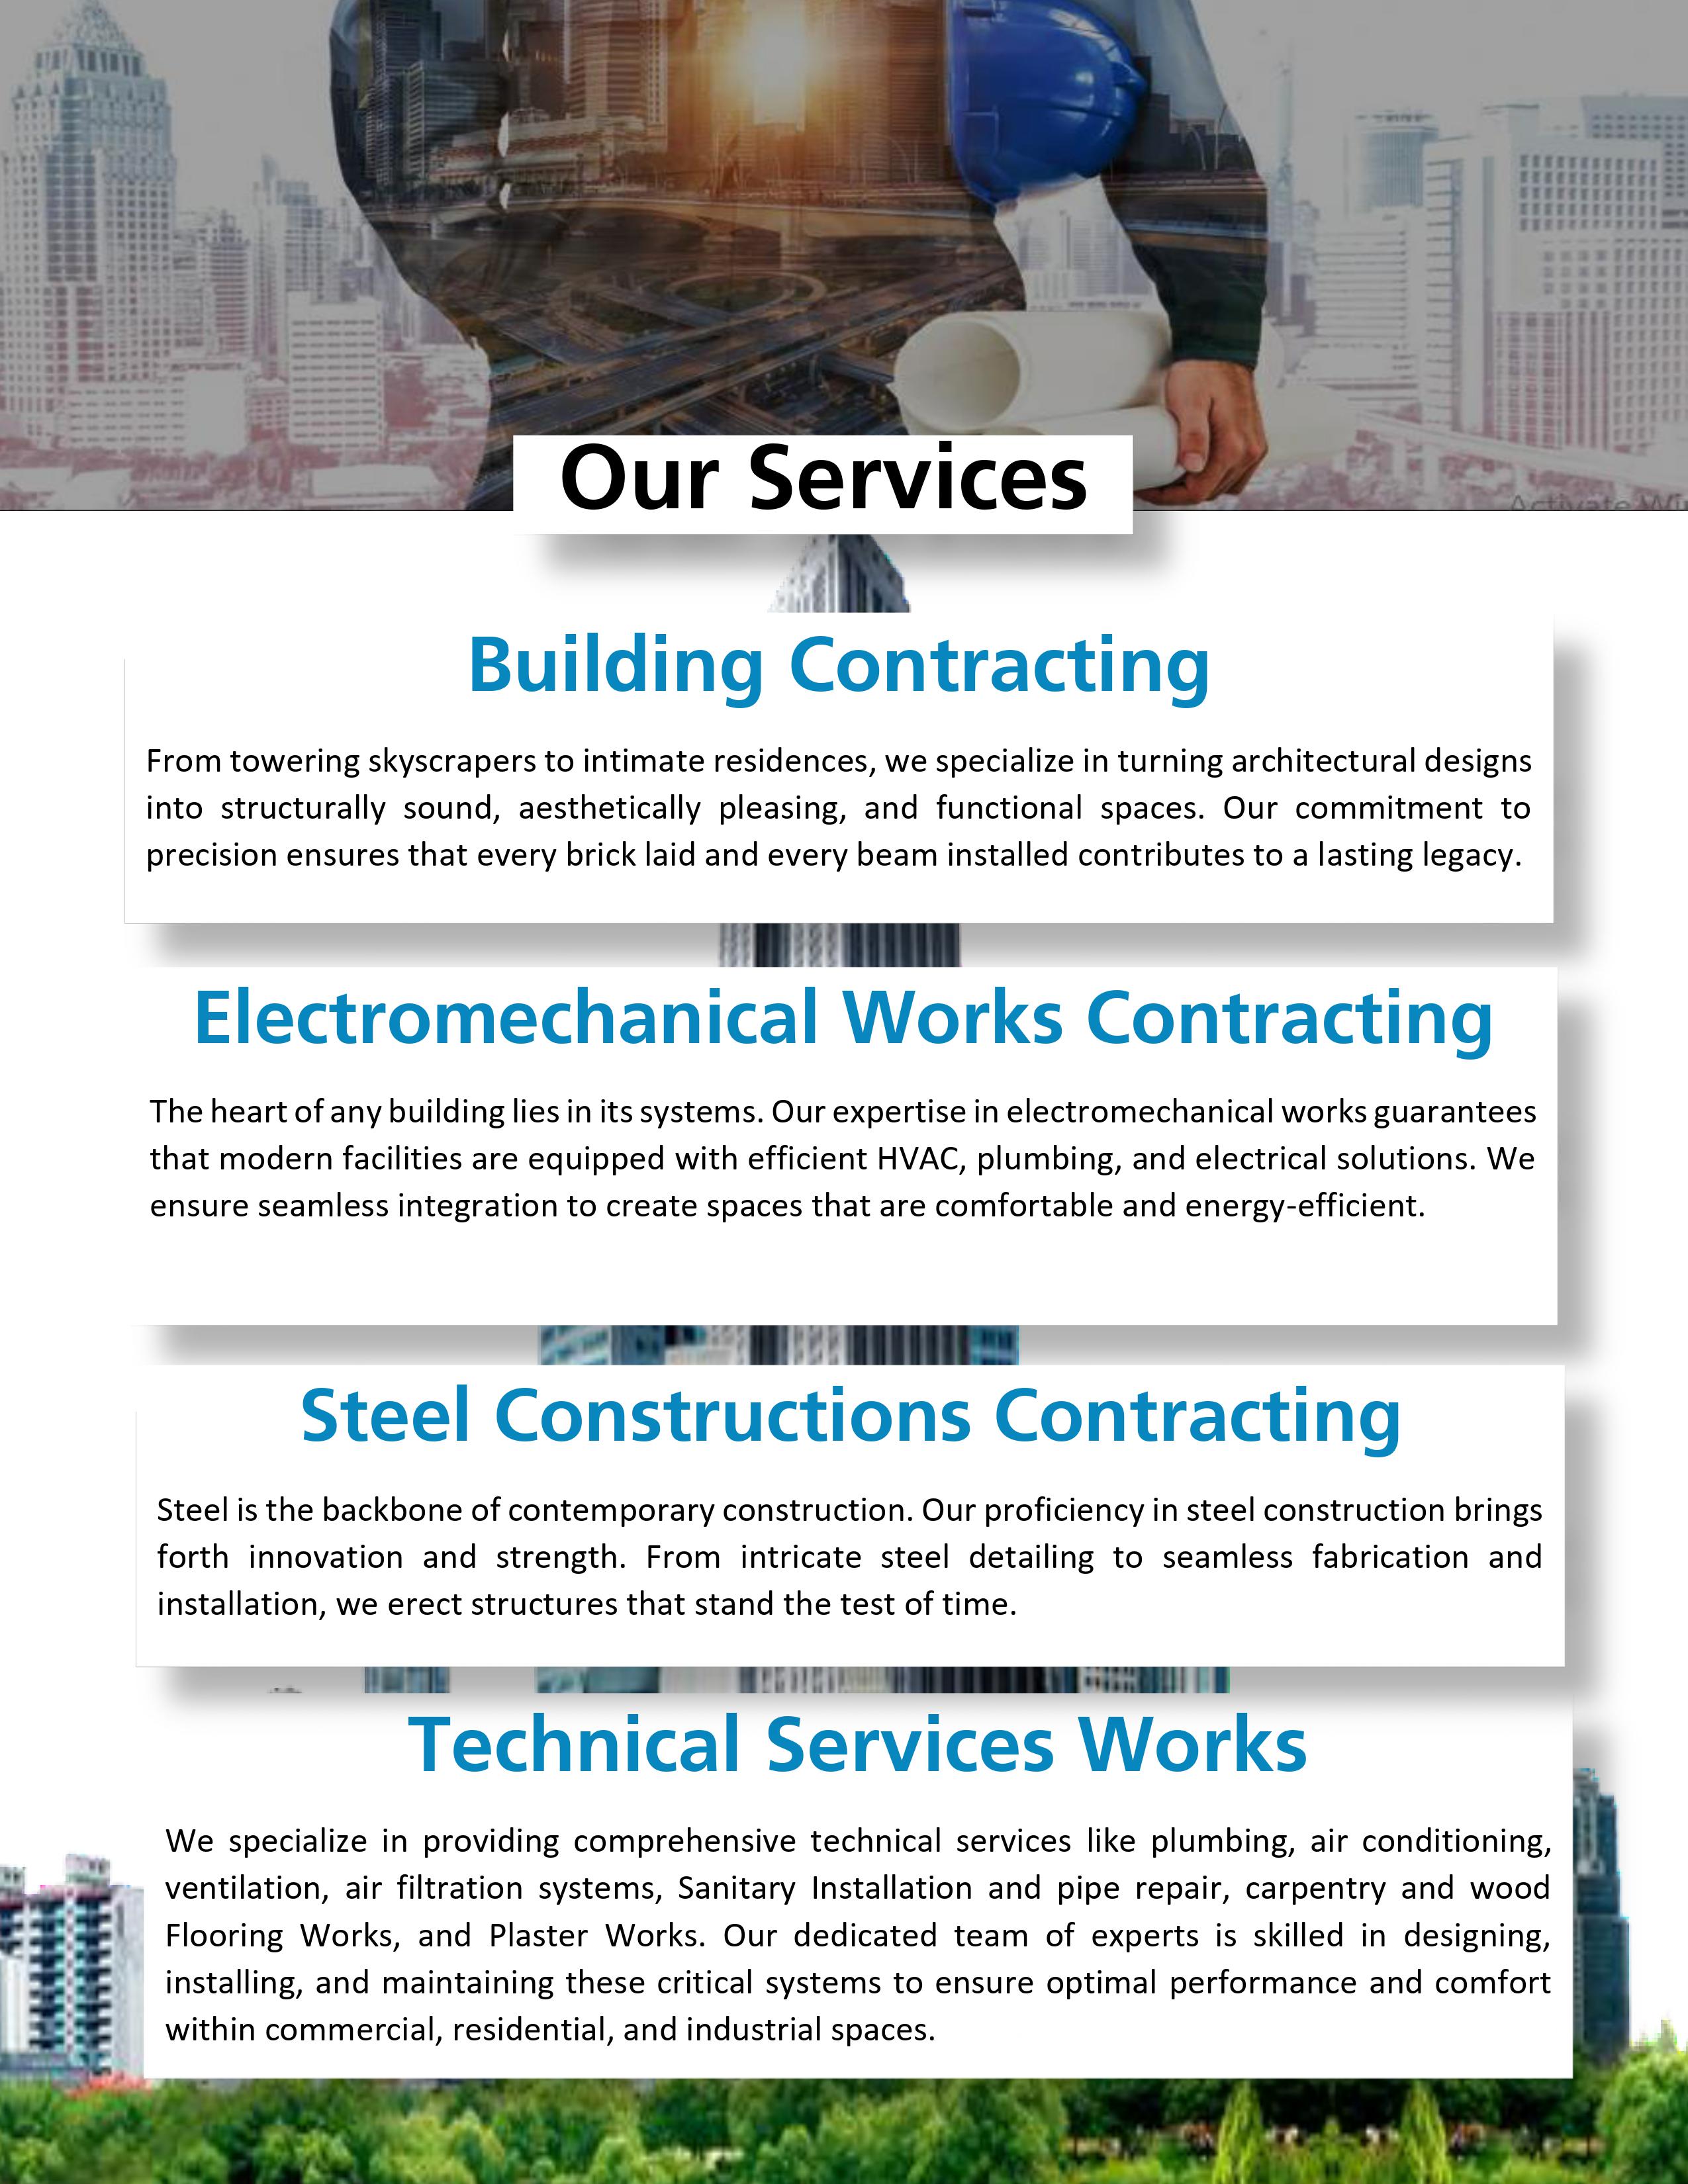 Activate Wi
Our Services
Building Contracting
From towering skyscrapers to intimate residences, we specialize in turning architectural designs
into structurally sound, aesthetically pleasing, and functional spaces. Our commitment to
precision ensures that every brick laid and every beam installed contributes to a lasting legacy.
Electromechanical Works Contracting
The heart of any building lies in its systems. Our expertise in electromechanical works guarantees
that modern facilities are equipped with efficient HVAC, plumbing, and electrical solutions. We
ensure seamless integration to create spaces that are comfortable and energy-efficient.
Steel Constructions Contracting
Steel is the backbone of contemporary construction. Our proficiency in steel construction brings
forth innovation and strength. From intricate steel detailing to seamless fabrication and
installation, we erect structures that stand the test of time.
Technical Services Works
We specialize in providing comprehensive technical services like plumbing, air conditioning,
ventilation, air filtration systems, Sanitary Installation and pipe repair, carpentry and wood
Flooring Works, and Plaster Works. Our dedicated team of experts is skilled in designing,
installing, and maintaining these critical systems to ensure optimal performance and comfort
within commercial, residential, and industrial spaces.